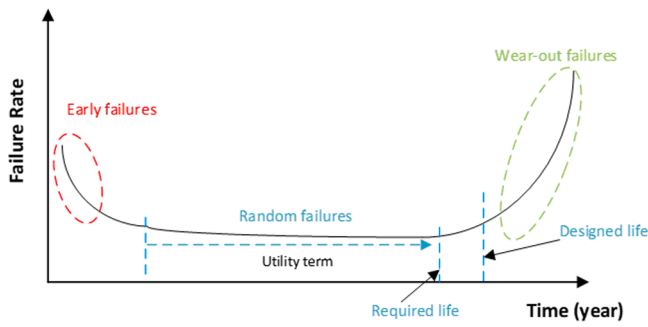 Wear-out failures
Early failures
Failure Rate
Random failures
Utility term
Designed life
Required life
Time (year)